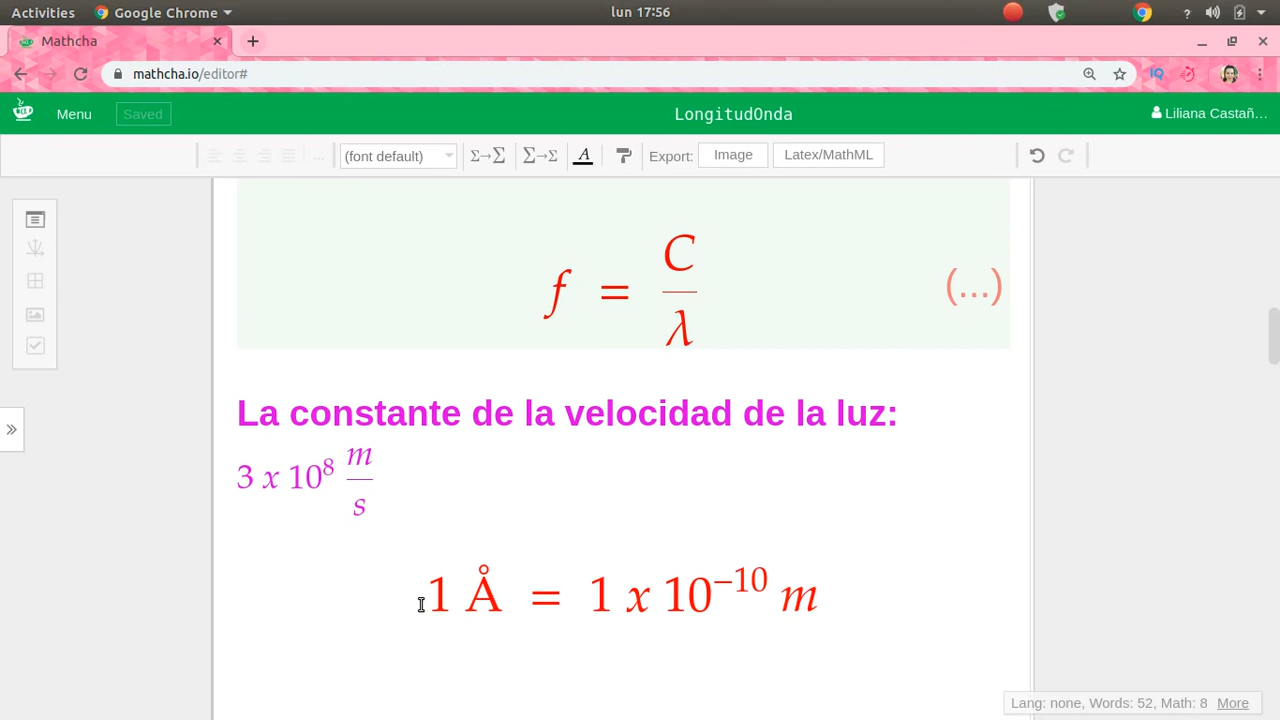 Activities Google Chrome lun 17:56
Mathcha
mathcha.io/editor# IQ
Menu Saved LongitudOnda Liliana Castañ...
... (font default) Σ→Σ Σ→Σ A Export: Image Latex/MathML
f = C/λ (...)
La constante de la velocidad de la luz:
3 x 10⁸ m/s
1 Å = 1 x 10⁻¹⁰ m
Lang: none, Words: 52, Math: 8 More